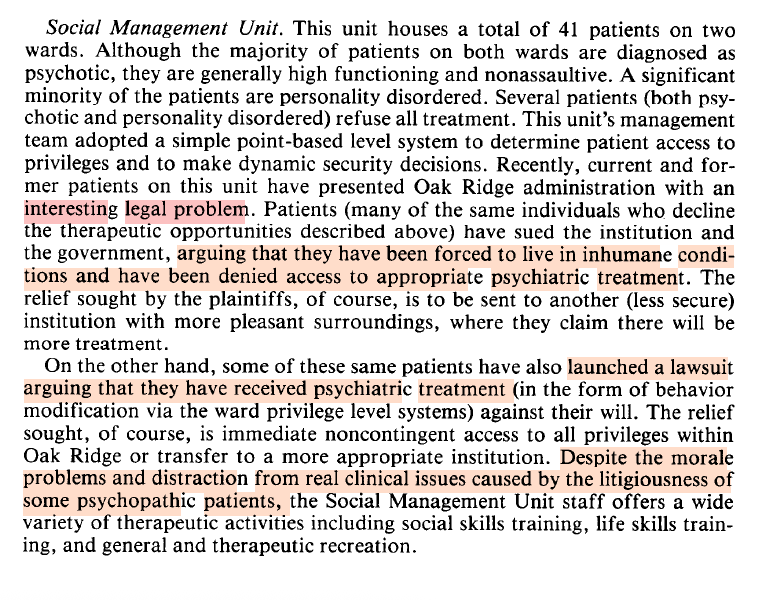 Social Management Unit. This unit houses a total of 41 patients on two
wards. Although the majority of patients on both wards are diagnosed as
psychotic, they are generally high functioning and nonassaultive. A significant
minority of the patients are personality disordered. Several patients (both psy-
chotic and personality disordered) refuse all treatment. This unit's management
team adopted a simple point-based level system to determine patient access to
privileges and to make dynamic security decisions. Recently, current and for-
mer patients on this unit have presented Oak Ridge administration with an
interesting legal problem. Patients (many of the same individuals who decline
the therapeutic opportunities described above) have sued the institution and
the government, arguing that they have been forced to live in inhumane condi-
tions and have been denied access to appropriate psychiatric treatment. The
relief sought by the plaintiffs, of course, is to be sent to another (less secure)
institution with more pleasant surroundings, where they claim there will be
more treatment.
On the other hand, some of these same patients have also launched a lawsuit
arguing that they have received psychiatric treatment (in the form of behavior
modification via the ward privilege level systems) against their will. The relief
sought, of course, is immediate noncontingent access to all privileges within
Oak Ridge or transfer to a more appropriate institution. Despite the morale
problems and distraction from real clinical issues caused by the litigiousness of
some psychopathic patients, the Social Management Unit staff offers a wide
variety of therapeutic activities including social skills training, life skills train-
ing, and general and therapeutic recreation.